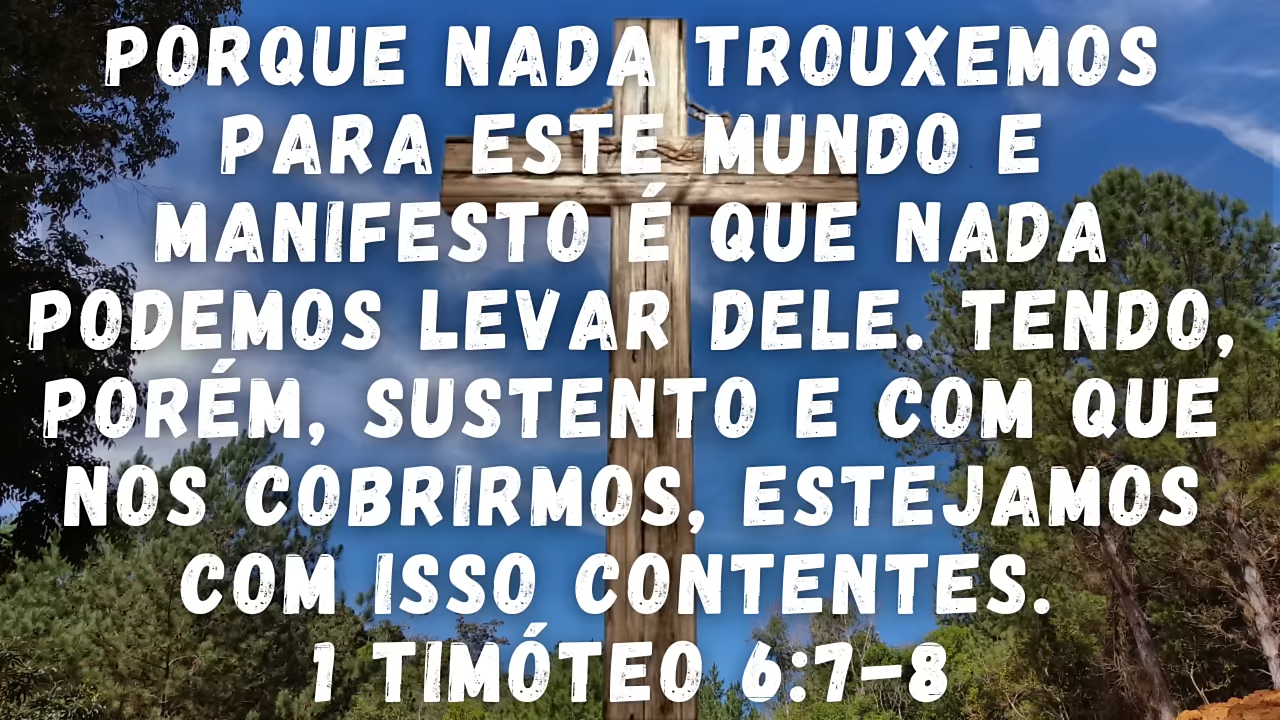 PORQUE NADA TROUXEMOS
PARA ESTE MUNDO E
MANIFESTO É QUE NADA
PODEMOS LEVAR DELE. TENDO,
PORÉM, SUSTENTO E COM QUE
NOS COBRIRMOS, ESTEJAMOS
COM ISSO CONTENTES.
1 TIMÓTEO 6:7-8